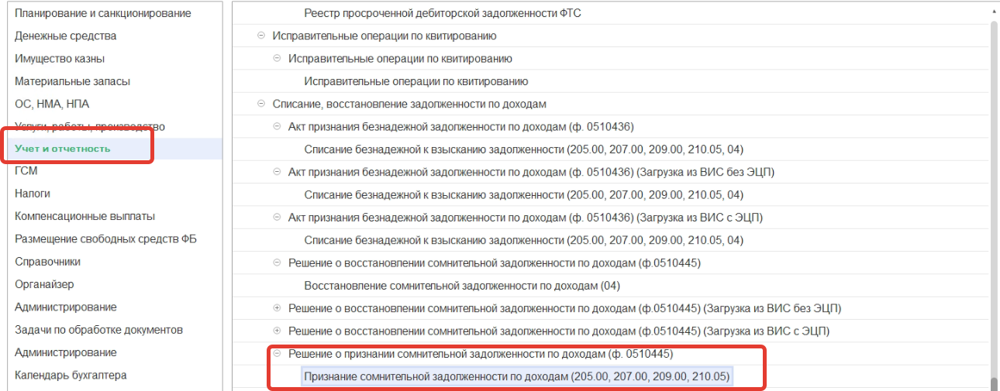 Планирование и санкционирование
Денежные средства
Имущество казны
Материальные запасы
ОС, НМА, НПА
Услуги, работы, производство
Учет и отчетность
ГСМ
Налоги
Компенсационные выплаты
Размещение свободных средств ФБ
Справочники
Органайзер
Администрирование
Задачи по обработке документов
Администрирование
Календарь бухгалтера
Реестр просроченной дебиторской задолженности ФТС
Исправительные операции по квитированию
Исправительные операции по квитированию
Исправительные операции по квитированию
Списание, восстановление задолженности по доходам
Акт признания безнадежной задолженности по доходам (ф. 0510436)
Списание безнадежной к взысканию задолженности (205.00, 207.00, 209.00, 210.05, 04)
Акт признания безнадежной задолженности по доходам (ф. 0510436) (Загрузка из ВИС без ЭЦП)
Списание безнадежной к взысканию задолженности (205.00, 207.00, 209.00, 210.05, 04)
Акт признания безнадежной задолженности по доходам (ф. 0510436) (Загрузка из ВИС с ЭЦП)
Списание безнадежной к взысканию задолженности (205.00, 207.00, 209.00, 210.05, 04)
Решение о восстановлении сомнительной задолженности по доходам (ф.0510445)
Восстановление сомнительной задолженности по доходам (04)
Решение о восстановлении сомнительной задолженности по доходам (ф.0510445) (Загрузка из ВИС без ЭЦП)
Решение о восстановлении сомнительной задолженности по доходам (ф.0510445) (Загрузка из ВИС с ЭЦП)
Решение о признании сомнительной задолженности по доходам (ф. 0510445)
Признание сомнительной задолженности по доходам (205.00, 207.00, 209.00, 210.05)